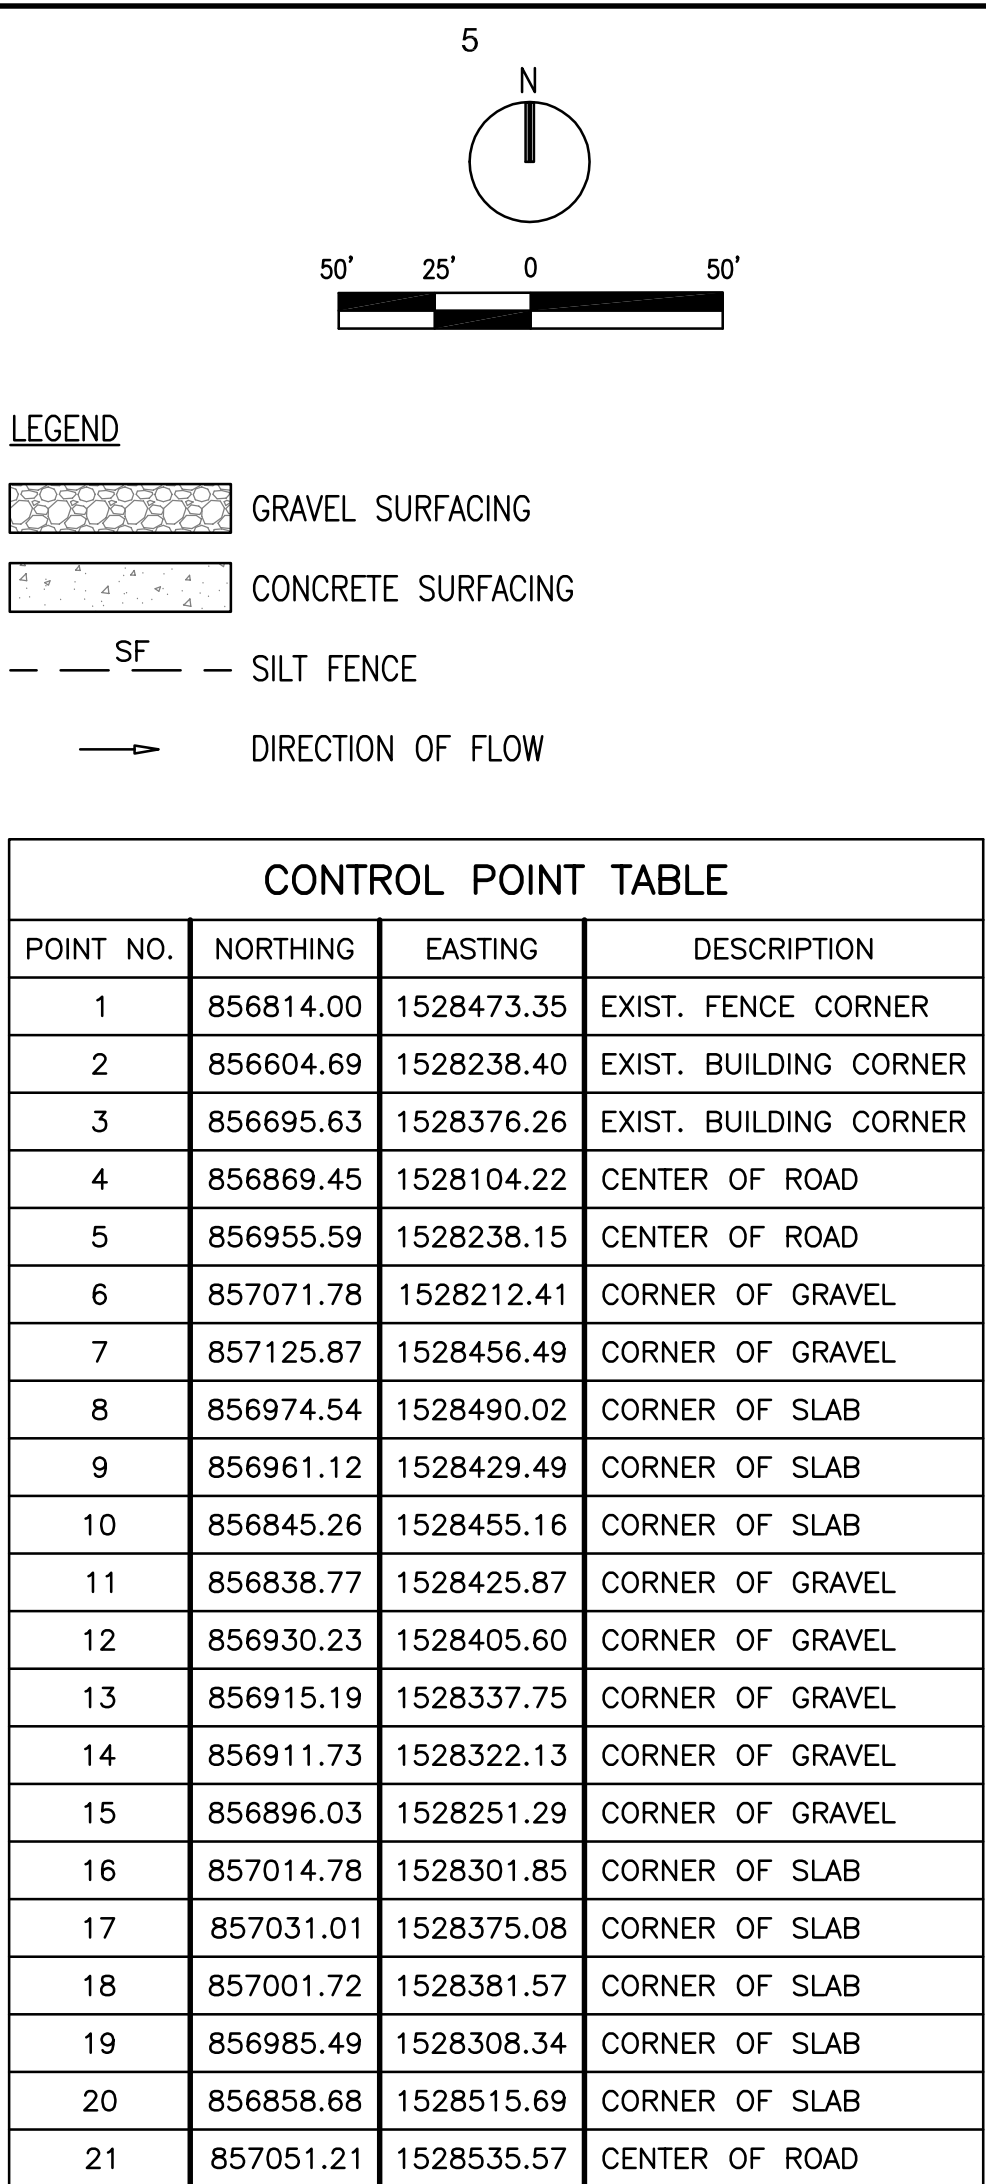 5
N
50' 25' 0 50'
LEGEND
GRAVEL SURFACING
CONCRETE SURFACING
SF
SILT FENCE
DIRECTION OF FLOW
CONTROL POINT TABLE
POINT NO. NORTHING EASTING DESCRIPTION
1 856814.00 1528473.35 EXIST. FENCE CORNER
2 856604.69 1528238.40 EXIST. BUILDING CORNER
3 856695.63 1528376.26 EXIST. BUILDING CORNER
4 856869.45 1528104.22 CENTER OF ROAD
5 856955.59 1528238.15 CENTER OF ROAD
6 857071.78 1528212.41 CORNER OF GRAVEL
7 857125.87 1528456.49 CORNER OF GRAVEL
8 856974.54 1528490.02 CORNER OF SLAB
9 856961.12 1528429.49 CORNER OF SLAB
10 856845.26 1528455.16 CORNER OF SLAB
11 856838.77 1528425.87 CORNER OF GRAVEL
12 856930.23 1528405.60 CORNER OF GRAVEL
13 856915.19 1528337.75 CORNER OF GRAVEL
14 856911.73 1528322.13 CORNER OF GRAVEL
15 856896.03 1528251.29 CORNER OF GRAVEL
16 857014.78 1528301.85 CORNER OF SLAB
17 857031.01 1528375.08 CORNER OF SLAB
18 857001.72 1528381.57 CORNER OF SLAB
19 856985.49 1528308.34 CORNER OF SLAB
20 856858.68 1528515.69 CORNER OF SLAB
21 857051.21 1528535.57 CENTER OF ROAD